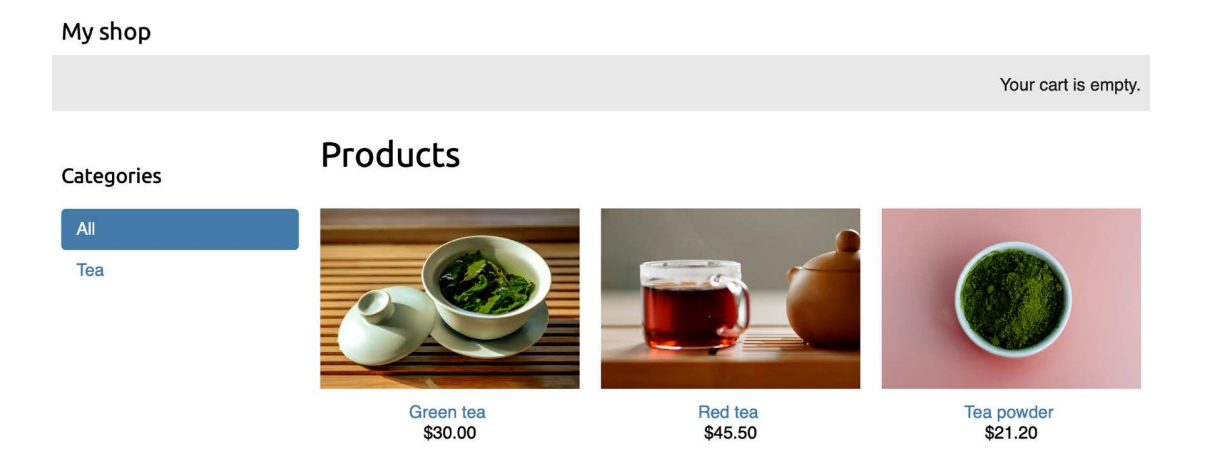 My shop
Your cart is empty.
Categories
All
Tea
Products
Green tea
$30.00
Red tea
$45.50
Tea powder
$21.20